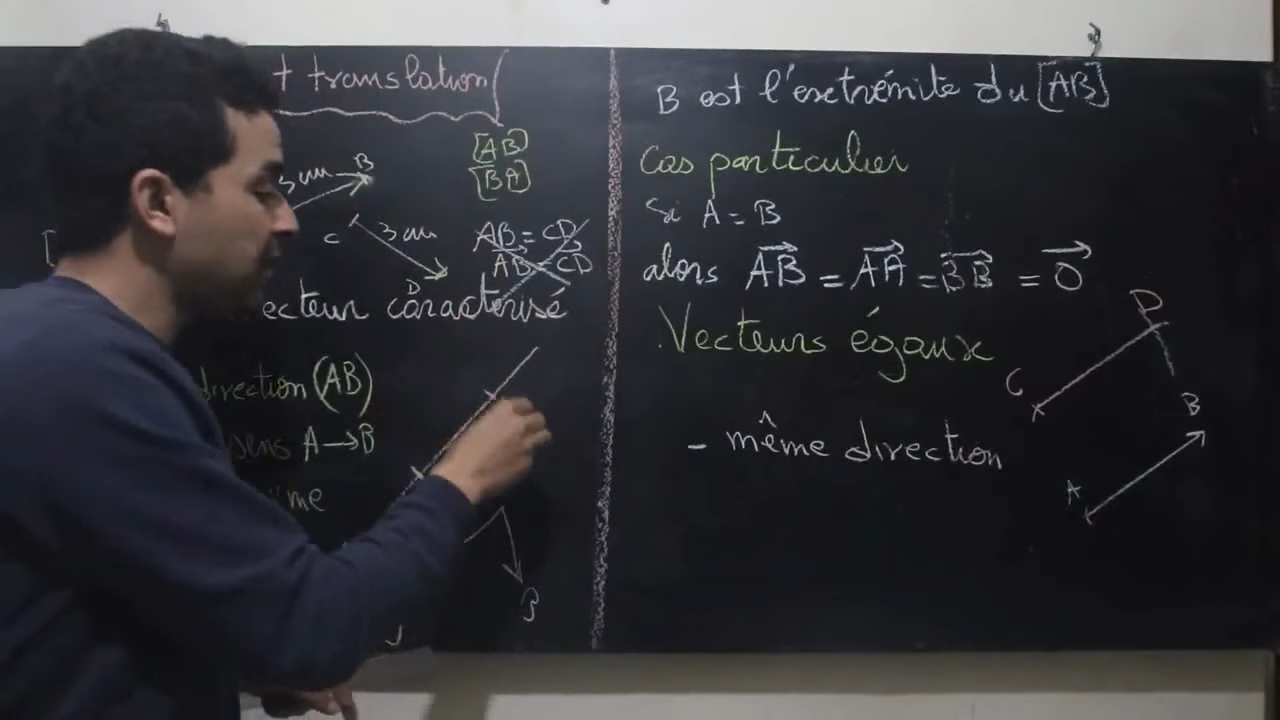 t translation
[AB]
[BA]
B
3 cm
C
3 cm
D
AB = CD
AB = CD
ecteur caractérisé
direction (AB)
sens A→B
me
B
B est l'esctrémité du [AB]
Cas particulier
Si A = B
alors AB = AA = BB = 0
Vecteurs égaux
- même direction
D
C
B
A